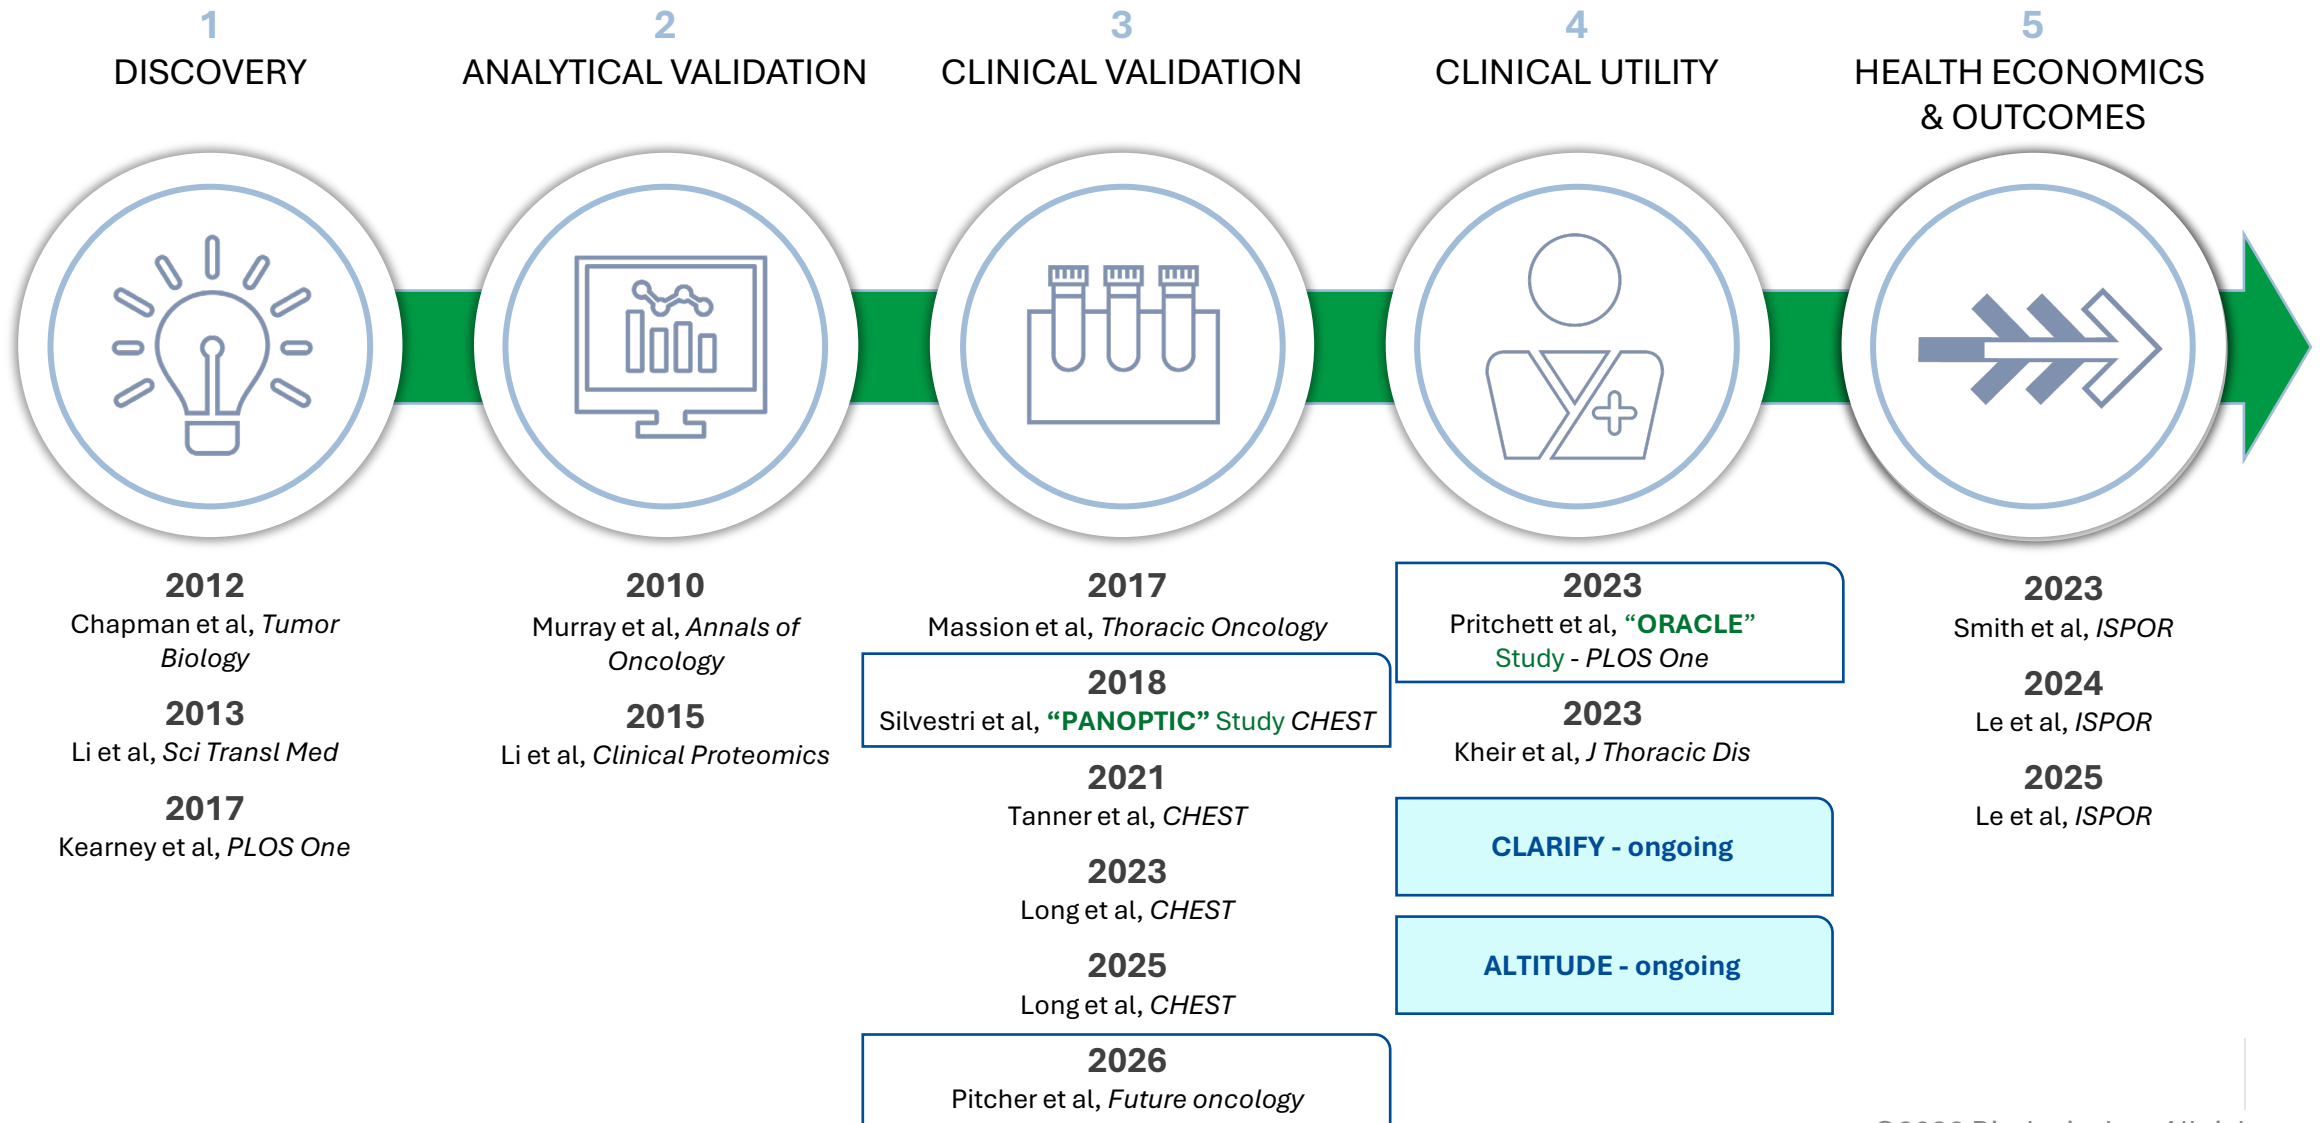 1
DISCOVERY
2
ANALYTICAL VALIDATION
3
CLINICAL VALIDATION
4
CLINICAL UTILITY
5
HEALTH ECONOMICS
& OUTCOMES
2012
Chapman et al, Tumor
Biology
2013
Li et al, Sci Transl Med
2017
Kearney et al, PLOS One
2010
Murray et al, Annals of
Oncology
2015
Li et al, Clinical Proteomics
2017
Massion et al, Thoracic Oncology
2018
Silvestri et al, “PANOPTIC” Study CHEST
2021
Tanner et al, CHEST
2023
Long et al, CHEST
2025
Long et al, CHEST
2026
Pitcher et al, Future oncology
2023
Pritchett et al, “ORACLE”
Study - PLOS One
2023
Kheir et al, J Thoracic Dis
CLARIFY - ongoing
ALTITUDE - ongoing
2023
Smith et al, ISPOR
2024
Le et al, ISPOR
2025
Le et al, ISPOR